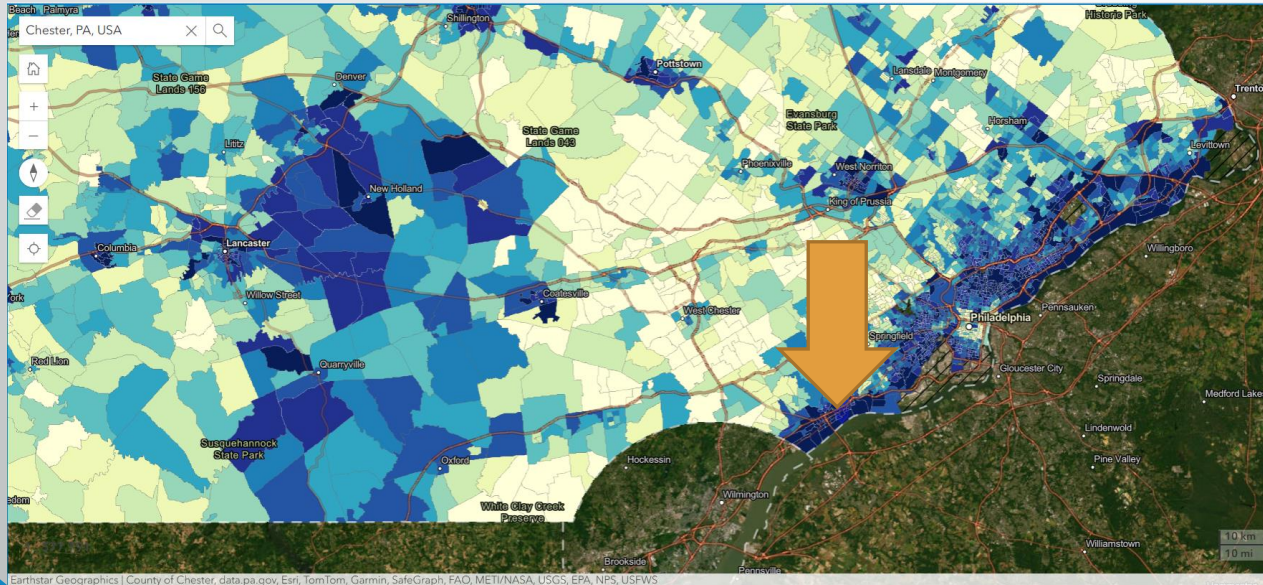 Beach
Palmyra
Chester, PA, USA
Shillington
Historic Park
State Game
Lands 156
Denver
Pottstown
Lansdale
Montgomery
Trento
Evansburg
State Park
State Game
Lands 043
Horsham
Lititz
Levittown
Phoenixville
West Norriton
New Holland
King of Prussia
Columbia
Lancaster
Willingboro
York
Willow Street
Coatesville
West Chester
Pennsauken
Philadelphia
Springfield
Red Lion
Quarryville
Gloucester City
Springdale
Medford Lake
Lindenwold
Susquehannock
State Park
Oxford
Hockessin
Pine Valley
edom
White Clay Creek
Preserve
Wilmington
10 km
10 mi
Williamstown
Brookside
Pennsville
Earthstar Geographics | County of Chester, data.pa.gov, Esri, TomTom, Garmin, SafeGraph, FAO, METI/NASA, USGS, EPA, NPS, USFWS